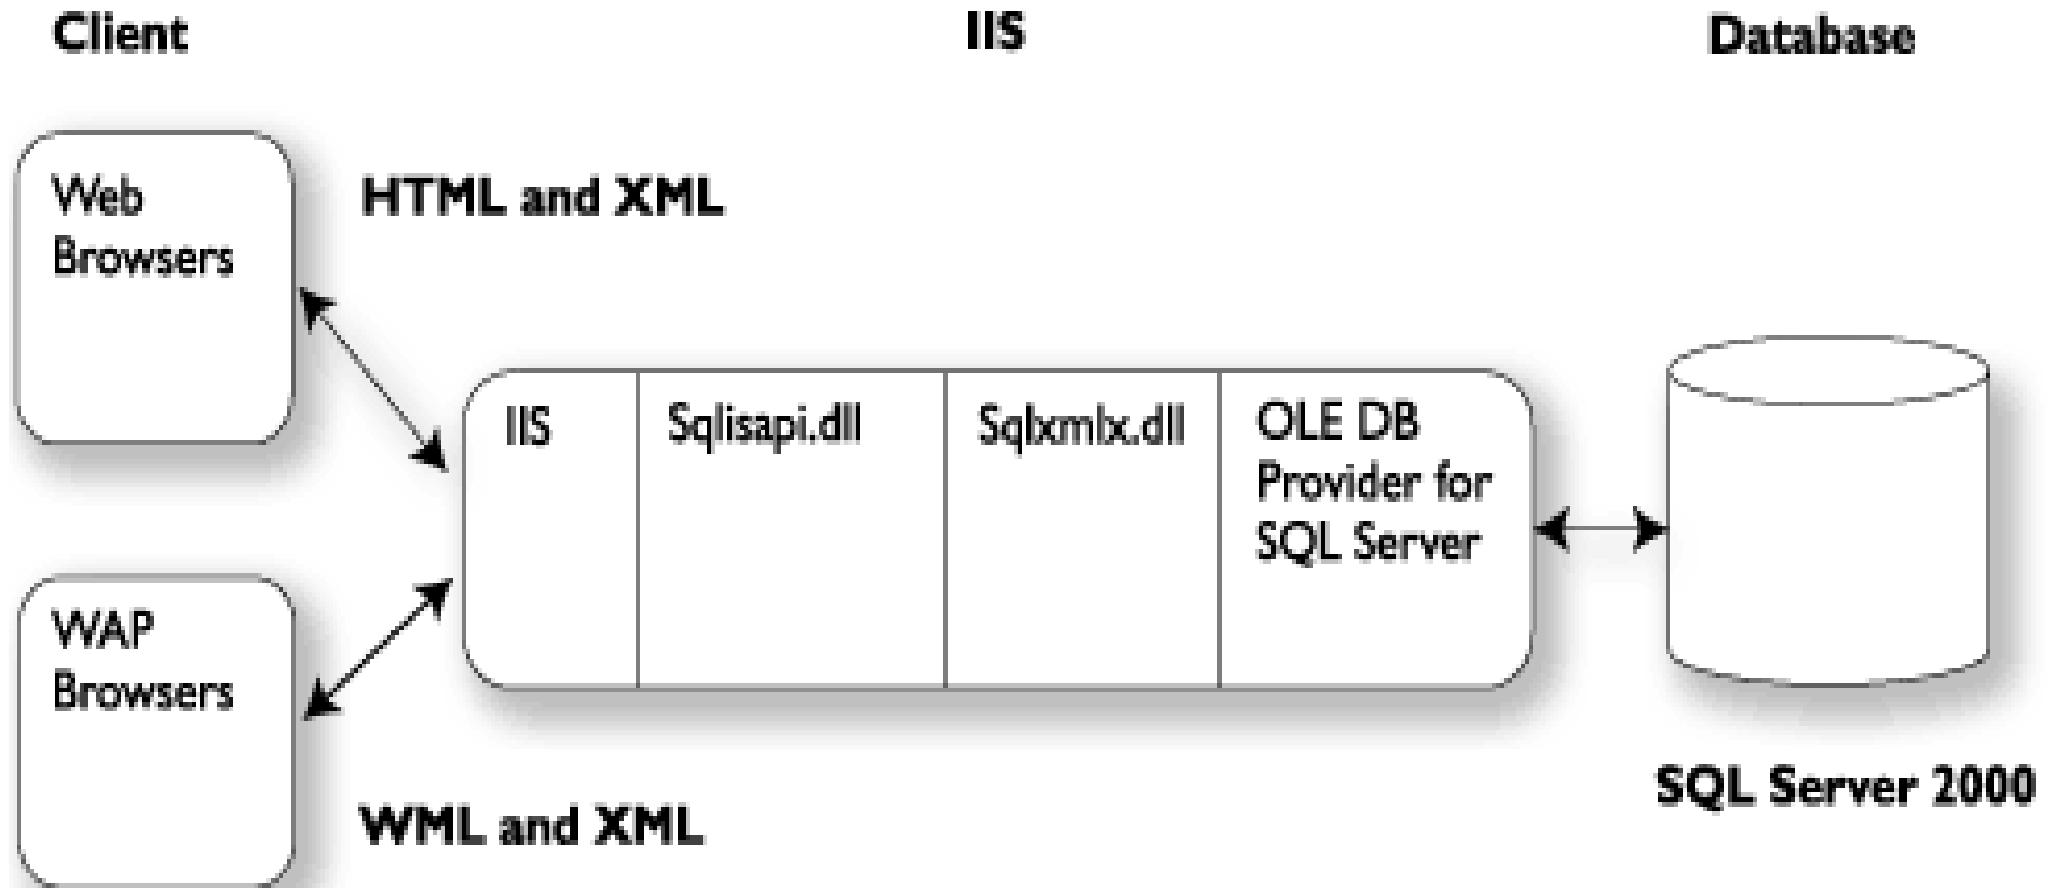 Client
IIS
Database
Web
Browsers
HTML and XML
IIS
Sqlisapi.dll
Sqlxmlx.dll
OLE DB
Provider for
SQL Server
WAP
Browsers
WML and XML
SQL Server 2000